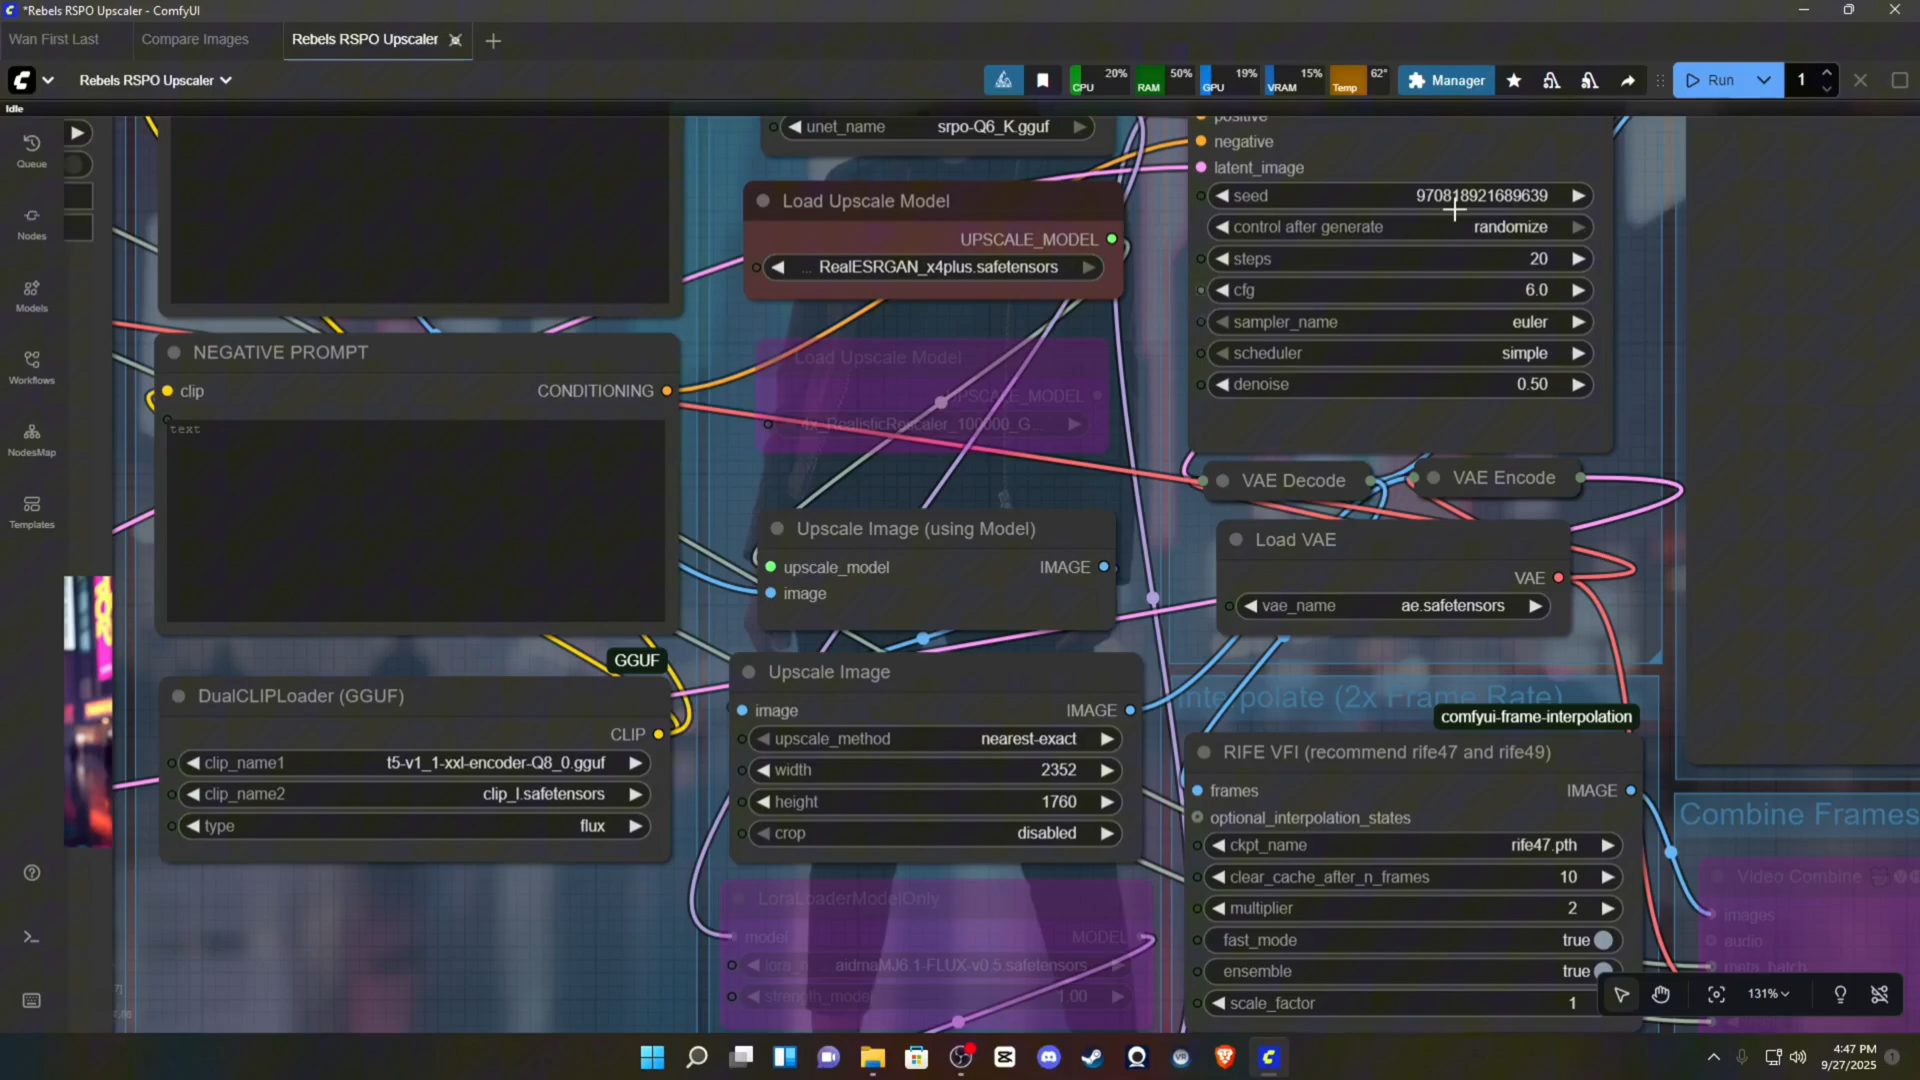 *Rebels RSPO Upscaler - ComfyUI
Wan First Last
Compare Images
Rebels RSPO Upscaler
Rebels RSPO Upscaler
CPU 20%
RAM 50%
GPU 19%
VRAM 15%
Temp 62°
Manager
Run
1
Idle
Queue
Nodes
Models
Workflows
NodesMap
Templates
unet_name srpo-Q6_K.gguf
Load Upscale Model
UPSCALE_MODEL
... RealESRGAN_x4plus.safetensors
Load Upscale Model
UPSCALE_MODEL
4x_RealisticRescaler_100000_G...
NEGATIVE PROMPT
clip CONDITIONING
text
GGUF
DualCLIPLoader (GGUF)
CLIP
clip_name1 t5-v1_1-xxl-encoder-Q8_0.gguf
clip_name2 clip_l.safetensors
type flux
Upscale Image (using Model)
upscale_model IMAGE
image
Upscale Image
image IMAGE
upscale_method nearest-exact
width 2352
height 1760
crop disabled
LoraLoaderModelOnly
model MODEL
aidmaMJ6.1-FLUX-v0.5.safetensors
strength_model 1.00
positive
negative
latent_image
seed 970818921689639
control after generate randomize
steps 20
cfg 6.0
sampler_name euler
scheduler simple
denoise 0.50
VAE Decode
VAE Encode
Load VAE
VAE
vae_name ae.safetensors
Interpolate (2x Frame Rate)
comfyui-frame-interpolation
RIFE VFI (recommend rife47 and rife49)
frames IMAGE
optional_interpolation_states
ckpt_name rife47.pth
clear_cache_after_n_frames 10
multiplier 2
fast_mode true
ensemble true
scale_factor 1
Combine Frames
Video Combine
images
audio
meta_batch
131%
4:47 PM
9/27/2025